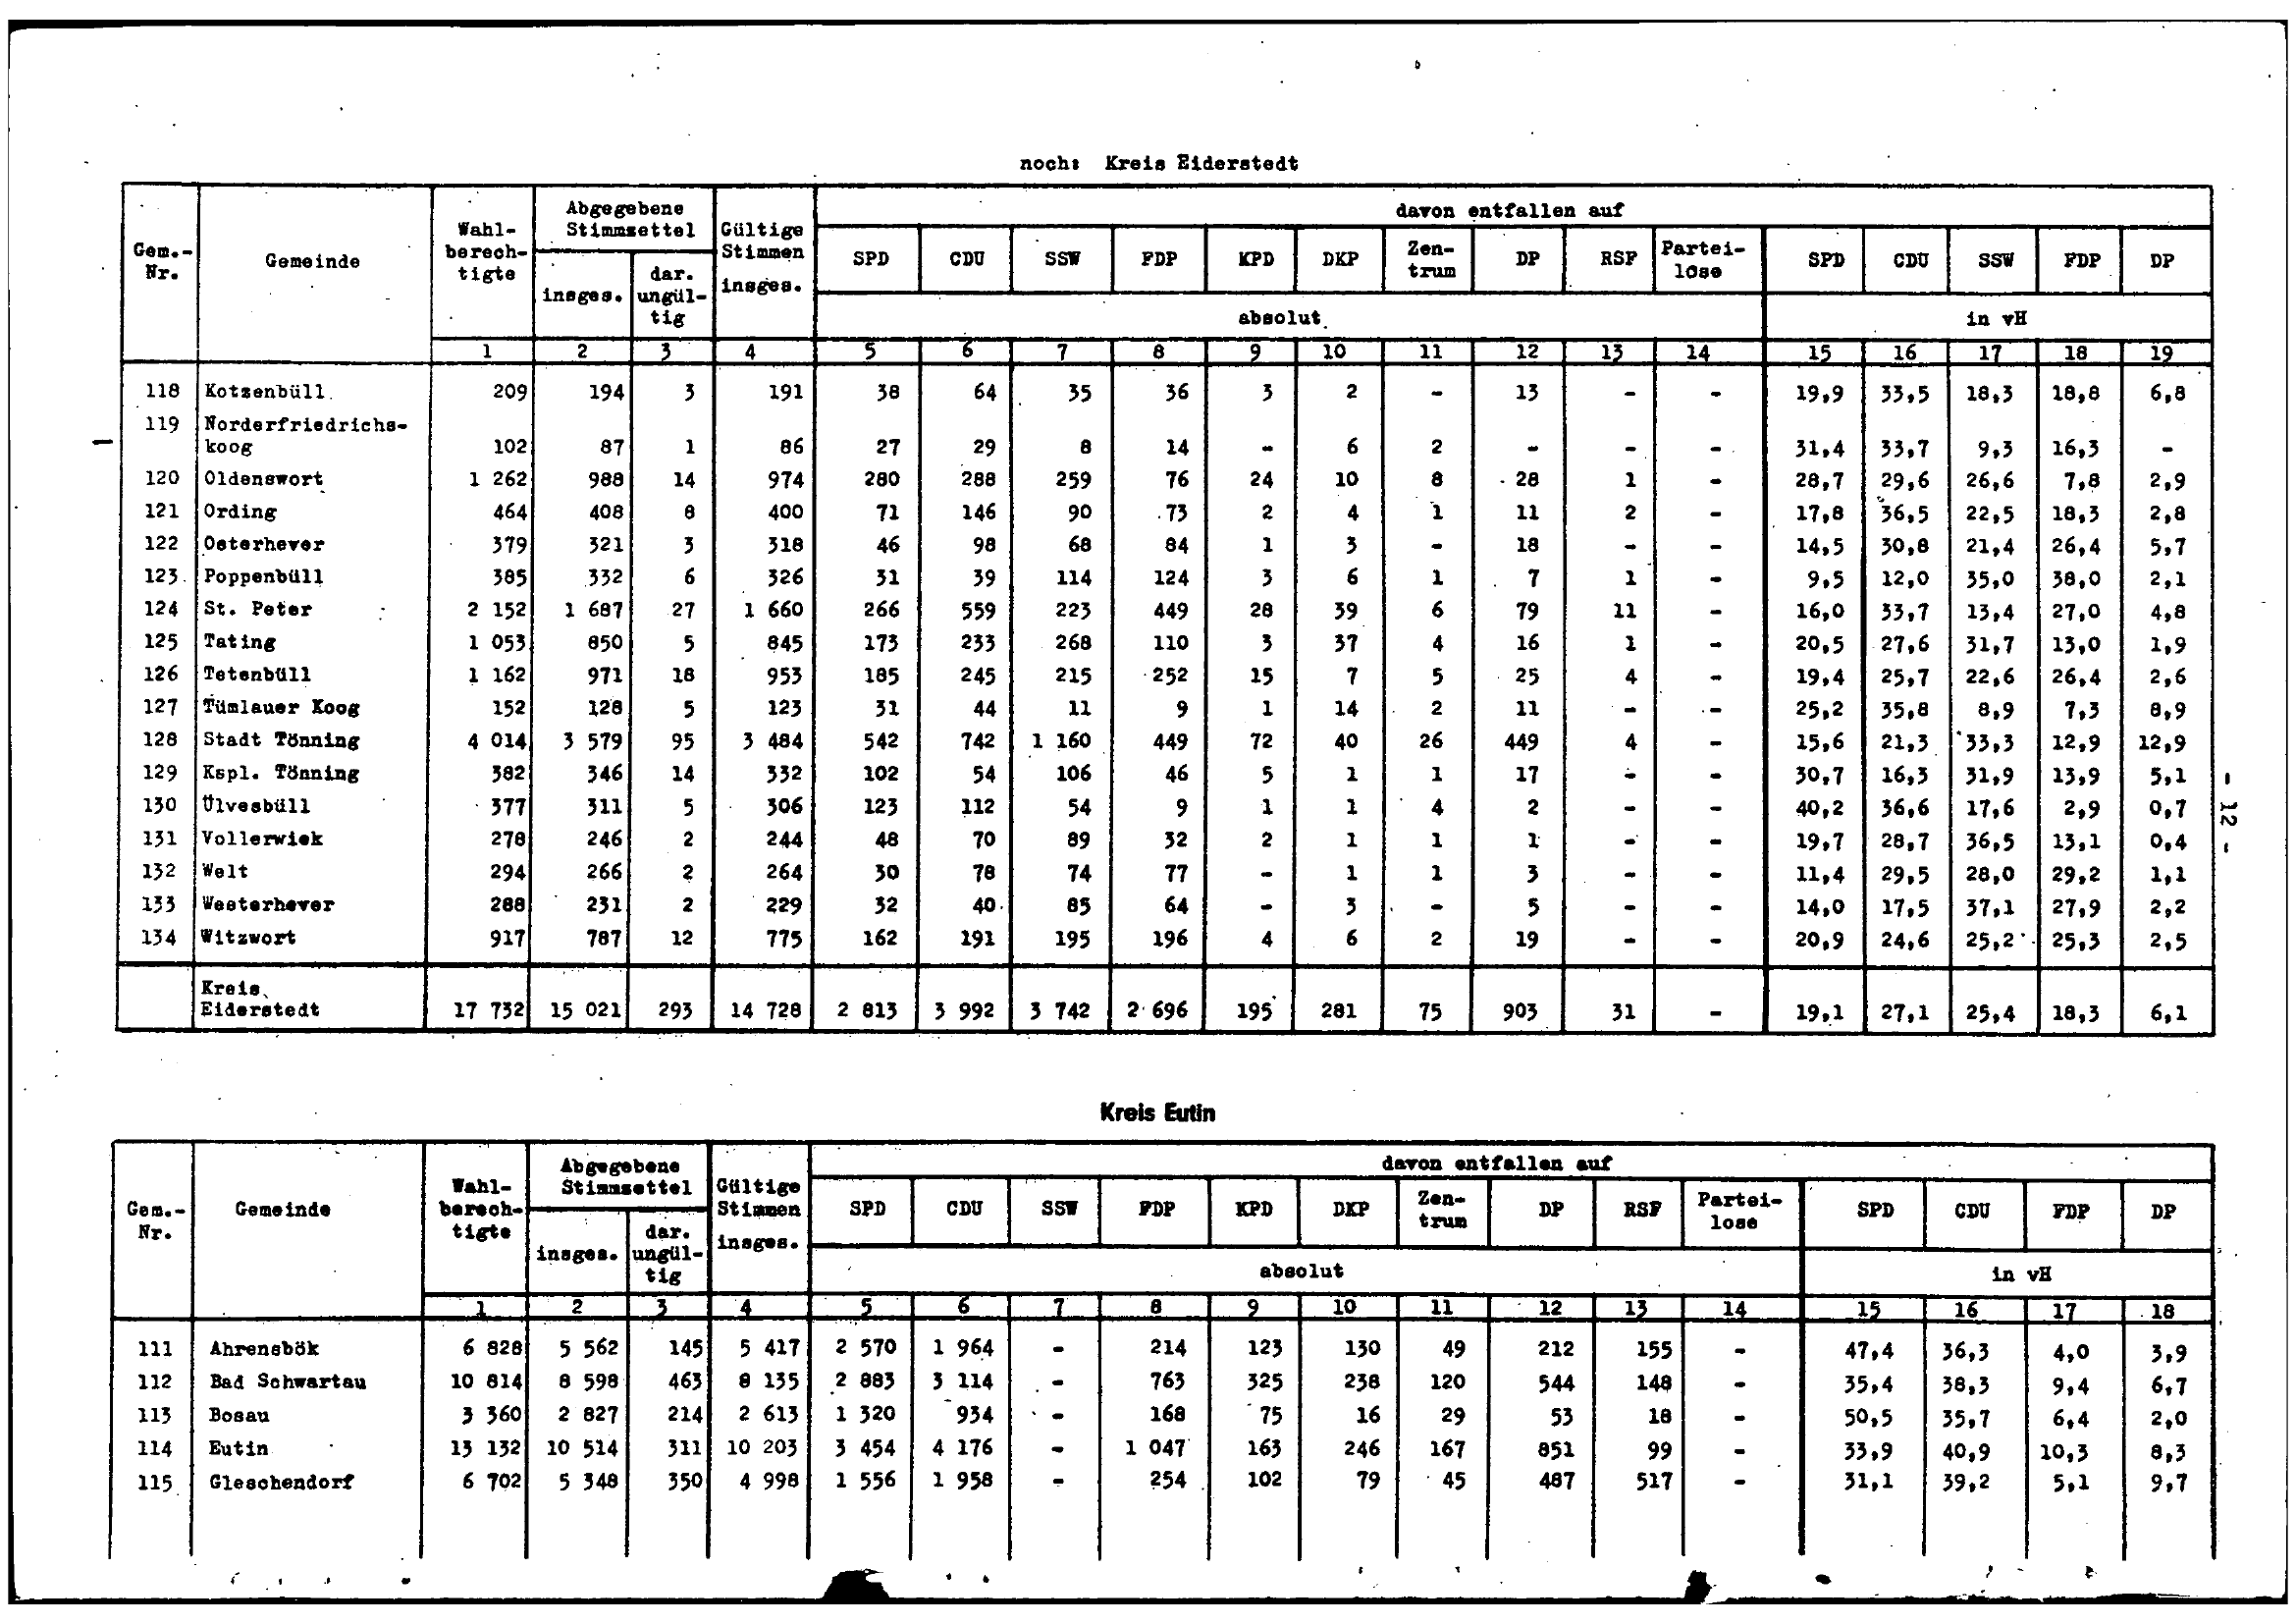 noch: Kreis Eiderstedt
Gem.-Nr. | Gemeinde | Wahl-berech-tigte | Abgegebene Stimmzettel | Gültige Stimmen insges. | davon entfallen auf
insges. | dar. ungül-tig | SPD | CDU | SSW | FDP | KPD | DKP | Zen-trum | DP | RSF | Partei-lose | SPD | CDU | SSW | FDP | DP
absolut | in vH
1 | 2 | 3 | 4 | 5 | 6 | 7 | 8 | 9 | 10 | 11 | 12 | 13 | 14 | 15 | 16 | 17 | 18 | 19
118 | Kotzenbüll | 209 | 194 | 3 | 191 | 38 | 64 | 35 | 36 | 3 | 2 | - | 13 | - | - | 19,9 | 33,5 | 18,3 | 18,8 | 6,8
119 | Norderfriedrichs-
koog | 102 | 87 | 1 | 86 | 27 | 29 | 8 | 14 | - | 6 | 2 | - | - | - | 31,4 | 33,7 | 9,3 | 16,3 | -
120 | Oldenswort | 1 262 | 988 | 14 | 974 | 280 | 288 | 259 | 76 | 24 | 10 | 8 | 28 | 1 | - | 28,7 | 29,6 | 26,6 | 7,8 | 2,9
121 | Ording | 464 | 408 | 8 | 400 | 71 | 146 | 90 | 73 | 2 | 4 | 1 | 11 | 2 | - | 17,8 | 36,5 | 22,5 | 18,3 | 2,8
122 | Osterhever | 379 | 321 | 3 | 318 | 46 | 98 | 68 | 84 | 1 | 3 | - | 18 | - | - | 14,5 | 30,8 | 21,4 | 26,4 | 5,7
123 | Poppenbüll | 385 | 332 | 6 | 326 | 31 | 39 | 114 | 124 | 3 | 6 | 1 | 7 | 1 | - | 9,5 | 12,0 | 35,0 | 38,0 | 2,1
124 | St. Peter | 2 152 | 1 687 | 27 | 1 660 | 266 | 559 | 223 | 449 | 28 | 39 | 6 | 79 | 11 | - | 16,0 | 33,7 | 13,4 | 27,0 | 4,8
125 | Tating | 1 053 | 850 | 5 | 845 | 173 | 233 | 268 | 110 | 3 | 37 | 4 | 16 | 1 | - | 20,5 | 27,6 | 31,7 | 13,0 | 1,9
126 | Tetenbüll | 1 162 | 971 | 18 | 953 | 185 | 245 | 215 | 252 | 15 | 7 | 5 | 25 | 4 | - | 19,4 | 25,7 | 22,6 | 26,4 | 2,6
127 | Tümlauer Koog | 152 | 128 | 5 | 123 | 31 | 44 | 11 | 9 | 1 | 14 | 2 | 11 | - | - | 25,2 | 35,8 | 8,9 | 7,3 | 8,9
128 | Stadt Tönning | 4 014 | 3 579 | 95 | 3 484 | 542 | 742 | 1 160 | 449 | 72 | 40 | 26 | 449 | 4 | - | 15,6 | 21,3 | 33,3 | 12,9 | 12,9
129 | Kspl. Tönning | 382 | 346 | 14 | 332 | 102 | 54 | 106 | 46 | 5 | 1 | 1 | 17 | - | - | 30,7 | 16,3 | 31,9 | 13,9 | 5,1
130 | Ülvesbüll | 377 | 311 | 5 | 306 | 123 | 112 | 54 | 9 | 1 | 1 | 4 | 2 | - | - | 40,2 | 36,6 | 17,6 | 2,9 | 0,7
131 | Vollerwiek | 278 | 246 | 2 | 244 | 48 | 70 | 89 | 32 | 2 | 1 | 1 | 1 | - | - | 19,7 | 28,7 | 36,5 | 13,1 | 0,4
132 | Welt | 294 | 266 | 2 | 264 | 30 | 78 | 74 | 77 | - | 1 | 1 | 3 | - | - | 11,4 | 29,5 | 28,0 | 29,2 | 1,1
133 | Westerhever | 288 | 231 | 2 | 229 | 32 | 40 | 85 | 64 | - | 3 | - | 5 | - | - | 14,0 | 17,5 | 37,1 | 27,9 | 2,2
134 | Witzwort | 917 | 787 | 12 | 775 | 162 | 191 | 195 | 196 | 4 | 6 | 2 | 19 | - | - | 20,9 | 24,6 | 25,2 | 25,3 | 2,5
Kreis
Eiderstedt | 17 732 | 15 021 | 293 | 14 728 | 2 813 | 3 992 | 3 742 | 2 696 | 195 | 281 | 75 | 903 | 31 | - | 19,1 | 27,1 | 25,4 | 18,3 | 6,1
- 12 -
Kreis Eutin
Gem.-Nr. | Gemeinde | Wahl-berech-tigte | Abgegebene Stimmzettel | Gültige Stimmen insges. | davon entfallen auf
insges. | dar. ungül-tig | SPD | CDU | SSW | FDP | KPD | DKP | Zen-trum | DP | RSF | Partei-lose | SPD | CDU | FDP | DP
absolut | in vH
1 | 2 | 3 | 4 | 5 | 6 | 7 | 8 | 9 | 10 | 11 | 12 | 13 | 14 | 15 | 16 | 17 | 18
111 | Ahrensbök | 6 828 | 5 562 | 145 | 5 417 | 2 570 | 1 964 | - | 214 | 123 | 130 | 49 | 212 | 155 | - | 47,4 | 36,3 | 4,0 | 3,9
112 | Bad Schwartau | 10 814 | 8 598 | 463 | 8 135 | 2 883 | 3 114 | - | 763 | 325 | 238 | 120 | 544 | 148 | - | 35,4 | 38,3 | 9,4 | 6,7
113 | Bosau | 3 360 | 2 827 | 214 | 2 613 | 1 320 | 934 | - | 168 | 75 | 16 | 29 | 53 | 18 | - | 50,5 | 35,7 | 6,4 | 2,0
114 | Eutin | 13 132 | 10 514 | 311 | 10 203 | 3 454 | 4 176 | - | 1 047 | 163 | 246 | 167 | 851 | 99 | - | 33,9 | 40,9 | 10,3 | 8,3
115 | Gleschendorf | 6 702 | 5 348 | 350 | 4 998 | 1 556 | 1 958 | - | 254 | 102 | 79 | 45 | 487 | 517 | - | 31,1 | 39,2 | 5,1 | 9,7